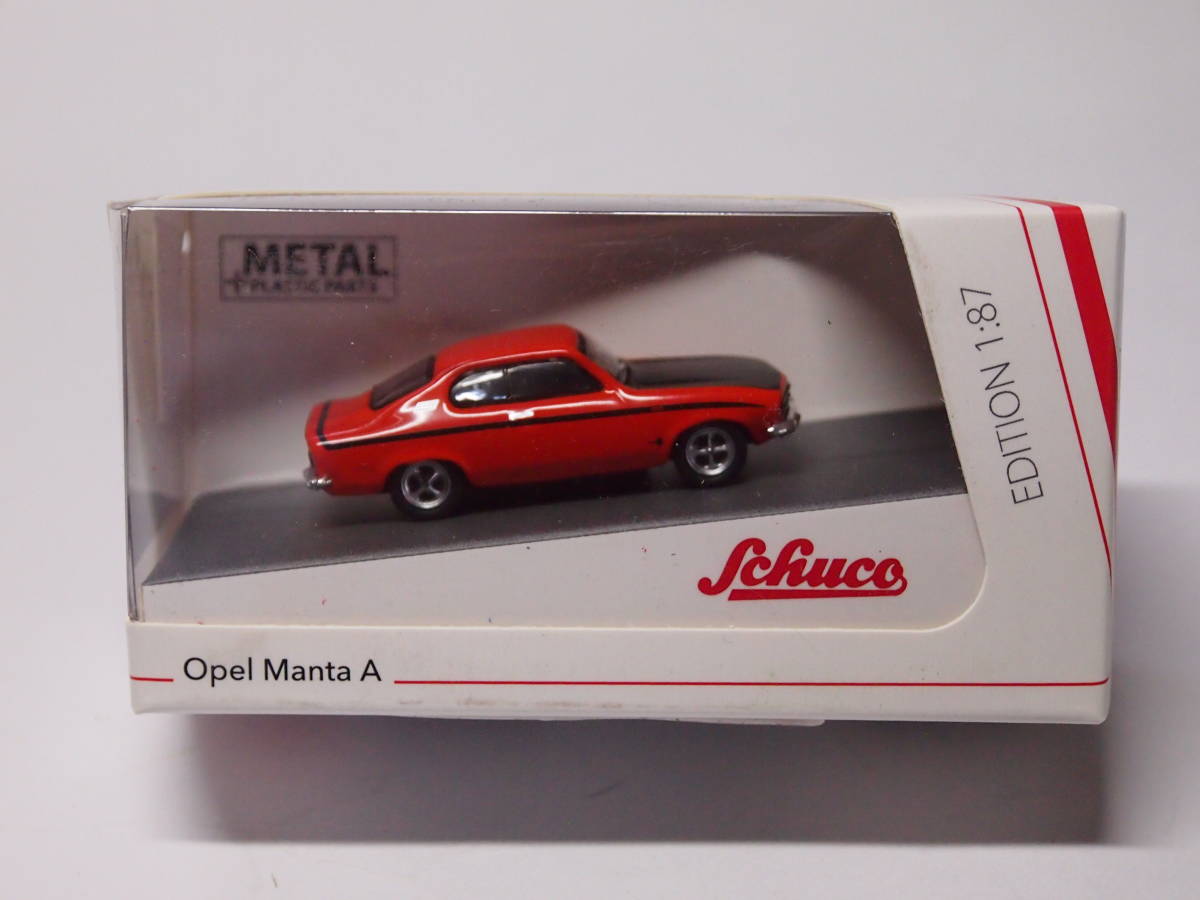 METAL
+ PLASTIC PARTS
EDITION 1:87
Schuco
Opel Manta A